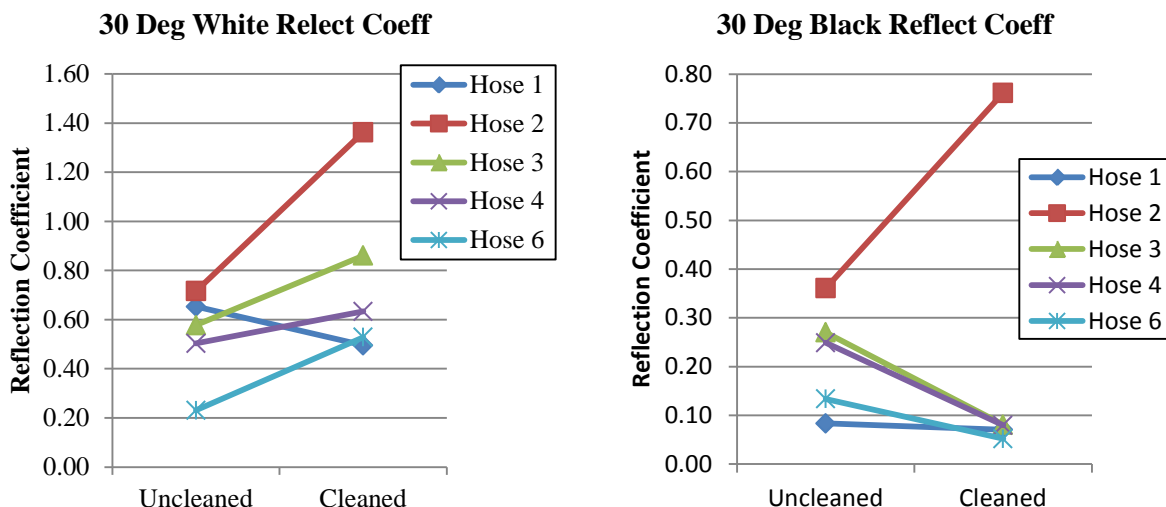 30 Deg White Relect Coeff
Reflection Coefficient
1.60
1.40
1.20
1.00
0.80
0.60
0.40
0.20
0.00
Uncleaned Cleaned
Hose 1
Hose 2
Hose 3
Hose 4
Hose 6
30 Deg Black Reflect Coeff
Reflection Coefficient
0.80
0.70
0.60
0.50
0.40
0.30
0.20
0.10
0.00
Uncleaned Cleaned
Hose 1
Hose 2
Hose 3
Hose 4
Hose 6